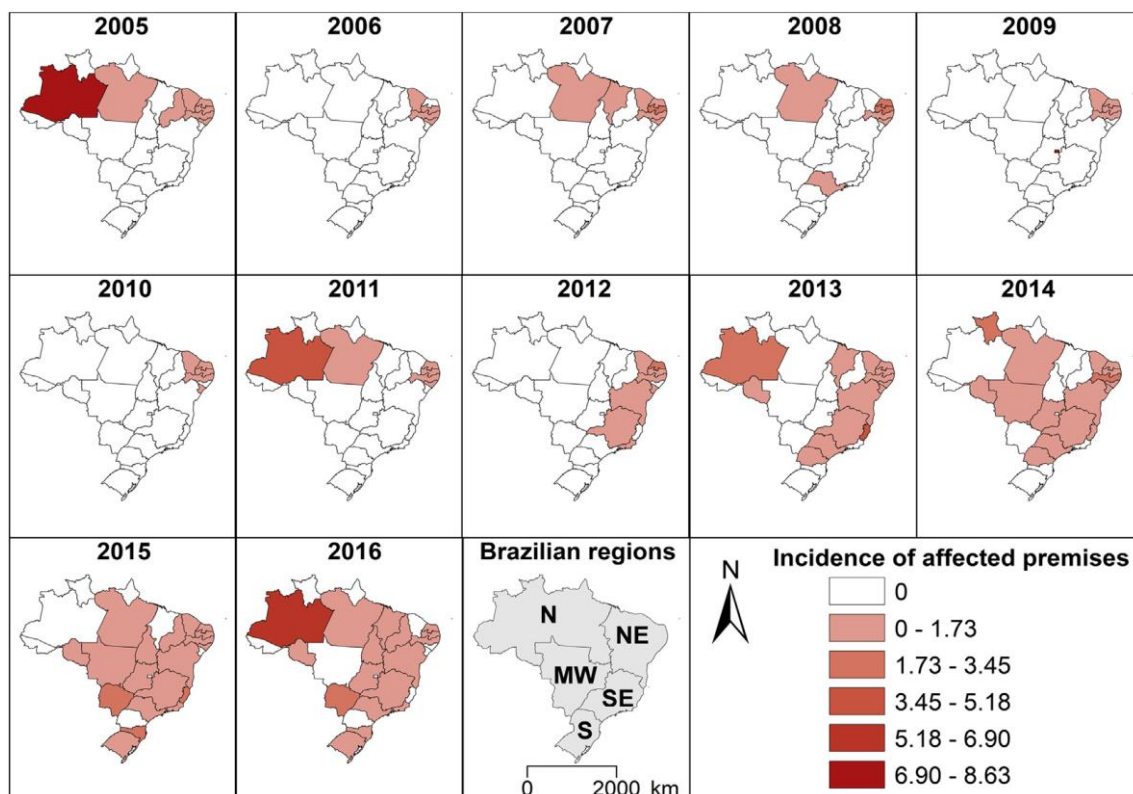 2005
2006
2007
2008
2009
2010
2011
2012
2013
2014
2015
2016
Brazilian regions
N
NE
MW
SE
S
0 2000 km
N
Incidence of affected premises
0
0 - 1.73
1.73 - 3.45
3.45 - 5.18
5.18 - 6.90
6.90 - 8.63